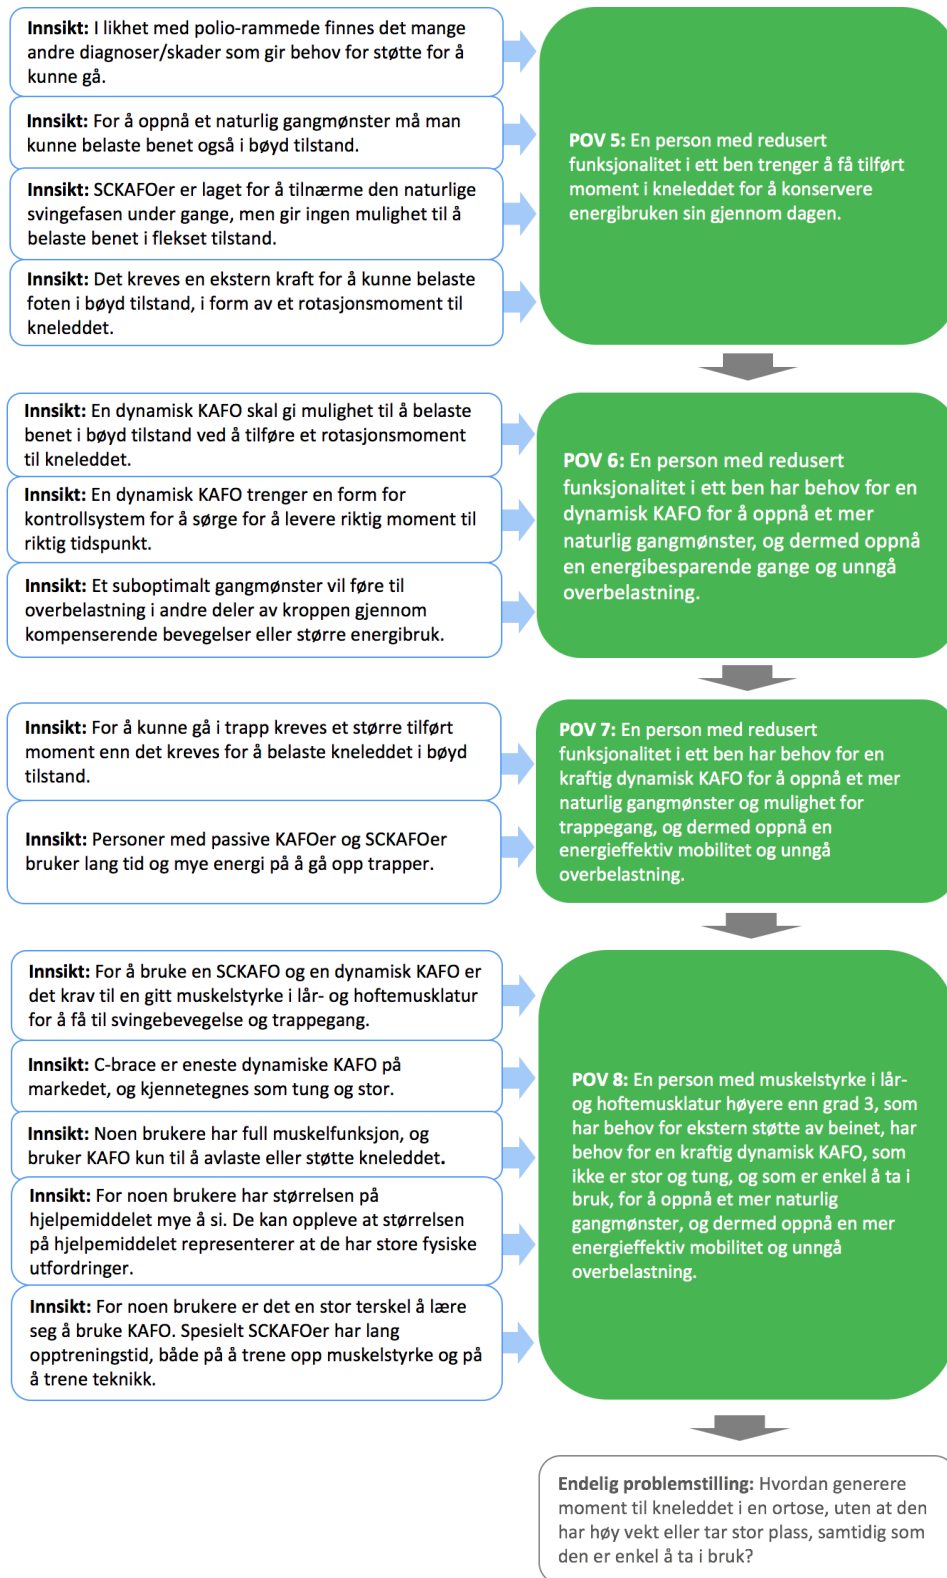 Innsikt: I likhet med polio-rammede finnes det mange
andre diagnoser/skader som gir behov for støtte for å
kunne gå.
Innsikt: For å oppnå et naturlig gangmønster må man
kunne belaste benet også i bøyd tilstand.
Innsikt: SCKAFOer er laget for å tilnærme den naturlige
svingefasen under gange, men gir ingen mulighet til å
belaste benet i flekset tilstand.
Innsikt: Det kreves en ekstern kraft for å kunne belaste
foten i bøyd tilstand, i form av et rotasjonsmoment til
kneleddet.
POV 5: En person med redusert
funksjonalitet i ett ben trenger å få tilført
moment i kneleddet for å konservere
energibruken sin gjennom dagen.
Innsikt: En dynamisk KAFO skal gi mulighet til å belaste
benet i bøyd tilstand ved å tilføre et rotasjonsmoment
til kneleddet.
Innsikt: En dynamisk KAFO trenger en form for
kontrollsystem for å sørge for å levere riktig moment til
riktig tidspunkt.
Innsikt: Et suboptimalt gangmønster vil føre til
overbelastning i andre deler av kroppen gjennom
kompenserende bevegelser eller større energibruk.
POV 6: En person med redusert
funksjonalitet i ett ben har behov for en
dynamisk KAFO for å oppnå et mer
naturlig gangmønster, og dermed oppnå
en energibesparende gange og unngå
overbelastning.
Innsikt: For å kunne gå i trapp kreves et større tilført
moment enn det kreves for å belaste kneleddet i bøyd
tilstand.
Innsikt: Personer med passive KAFOer og SCKAFOer
bruker lang tid og mye energi på å gå opp trapper.
POV 7: En person med redusert
funksjonalitet i ett ben har behov for en
kraftig dynamisk KAFO for å oppnå et mer
naturlig gangmønster og mulighet for
trappegang, og dermed oppnå en
energieffektiv mobilitet og unngå
overbelastning.
Innsikt: For å bruke en SCKAFO og en dynamisk KAFO er
det krav til en gitt muskelstyrke i lår- og hoftemusklatur
for å få til svingebevegelse og trappegang.
Innsikt: C-brace er eneste dynamiske KAFO på
markedet, og kjennetegnes som tung og stor.
Innsikt: Noen brukere har full muskelfunksjon, og
bruker KAFO kun til å avlaste eller støtte kneleddet.
Innsikt: For noen brukere har størrelsen på
hjelpemiddelet mye å si. De kan oppleve at størrelsen
på hjelpemiddelet representerer at de har store fysiske
utfordringer.
Innsikt: For noen brukere er det en stor terskel å lære
seg å bruke KAFO. Spesielt SCKAFOer har lang
opptreningstid, både på å trene opp muskelstyrke og på
å trene teknikk.
POV 8: En person med muskelstyrke i lår-
og hoftemusklatur høyere enn grad 3, som
har behov for ekstern støtte av beinet, har
behov for en kraftig dynamisk KAFO, som
ikke er stor og tung, og som er enkel å ta i
bruk, for å oppnå et mer naturlig
gangmønster, og dermed oppnå en mer
energieffektiv mobilitet og unngå
overbelastning.
Endelig problemstilling: Hvordan generere
moment til kneleddet i en ortose, uten at den
har høy vekt eller tar stor plass, samtidig som
den er enkel å ta i bruk?